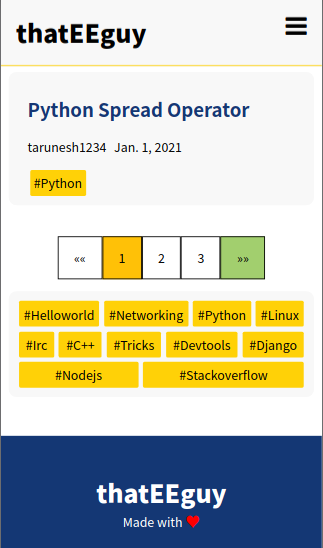 thatEEguy
Python Spread Operator
tarunesh1234 Jan. 1, 2021
#Python
«« 1 2 3 »»
#Helloworld #Networking #Python #Linux
#Irc #C++ #Tricks #Devtools #Django
#Nodejs #Stackoverflow
thatEEguy
Made with ❤